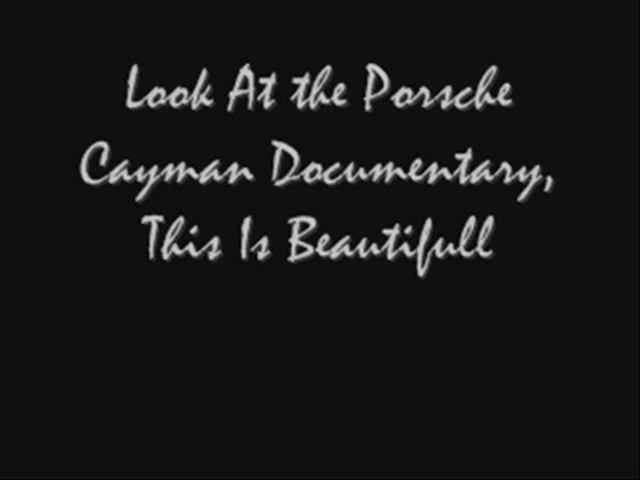 Look At the Porsche
Cayman Documentary,
This Is Beautifull